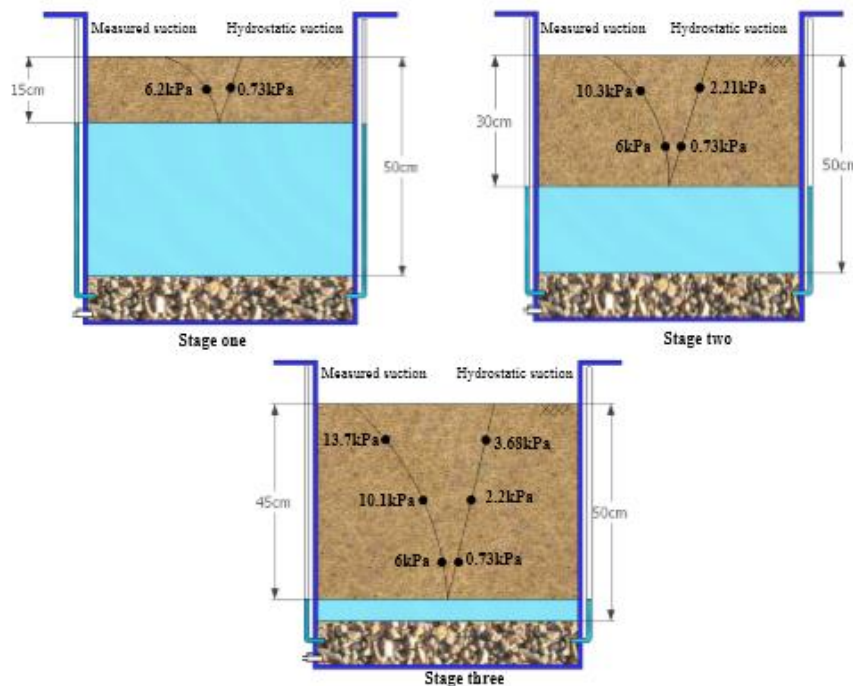 Measured suction Hydrostatic suction
15cm
6.2kPa
0.73kPa
50cm
Stage one
Measured suction Hydrostatic suction
30cm
10.3kPa
2.21kPa
6kPa
0.73kPa
50cm
Stage two
Measured suction Hydrostatic suction
45cm
13.7kPa
3.68kPa
10.1kPa
2.2kPa
6kPa
0.73kPa
50cm
Stage three